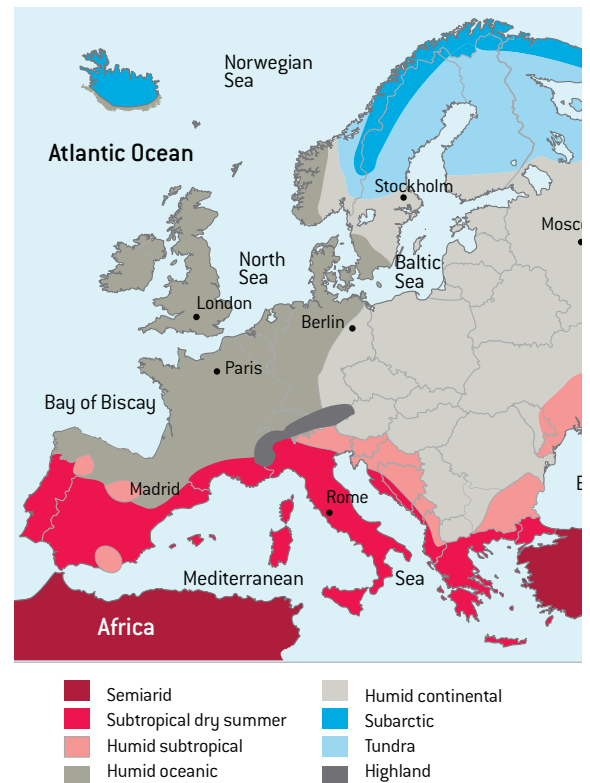 Norwegian
Sea
Atlantic Ocean
Stockholm
Mosc
North
Sea
Baltic
Sea
London
Berlin
Paris
Bay of Biscay
Madrid
Rome
Mediterranean Sea
E
Africa
Semiarid
Subtropical dry summer
Humid subtropical
Humid oceanic
Humid continental
Subarctic
Tundra
Highland